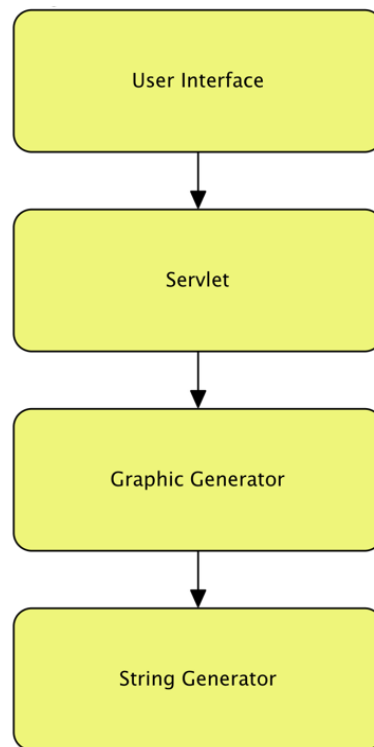 User Interface
Servlet
Graphic Generator
String Generator